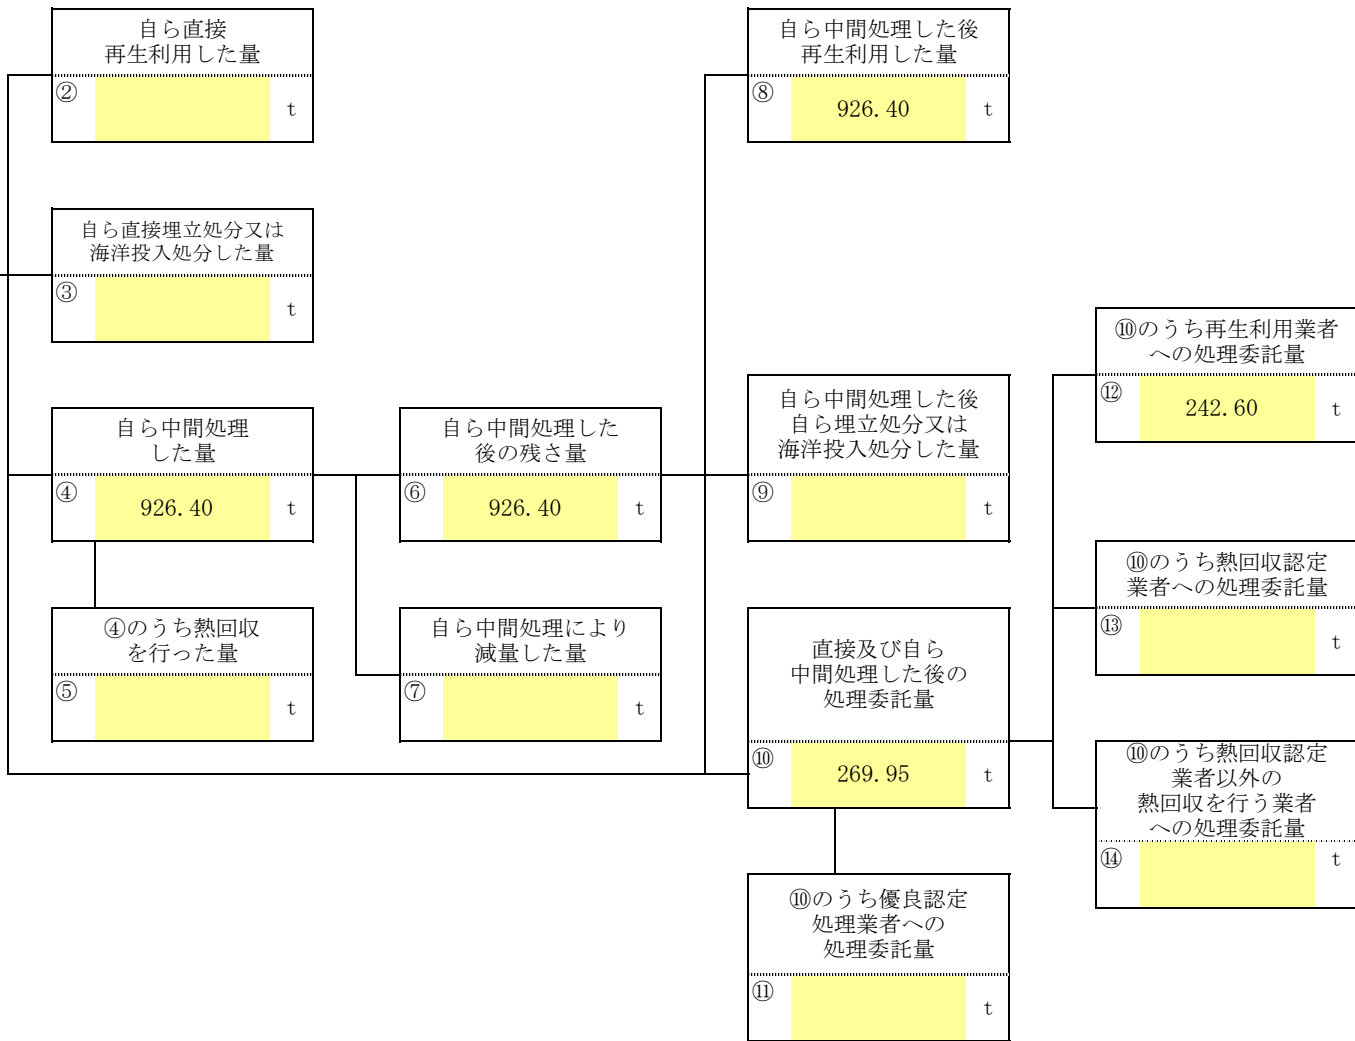 自ら直接
再生利用した量
②
t
自ら中間処理した後
再生利用した量
⑧
926.40
t
自ら直接埋立処分又は
海洋投入処分した量
③
t
⑩のうち再生利用業者
への処理委託量
⑫
242.60
t
自ら中間処理
した量
④
926.40
t
自ら中間処理した
後の残さ量
⑥
926.40
t
自ら中間処理した後
自ら埋立処分又は
海洋投入処分した量
⑨
t
⑩のうち熱回収認定
業者への処理委託量
⑬
t
④のうち熱回収
を行った量
⑤
t
自ら中間処理により
減量した量
⑦
t
直接及び自ら
中間処理した後の
処理委託量
⑩
269.95
t
⑩のうち熱回収認定
業者以外の
熱回収を行う業者
への処理委託量
⑭
t
⑩のうち優良認定
処理業者への
処理委託量
⑪
t